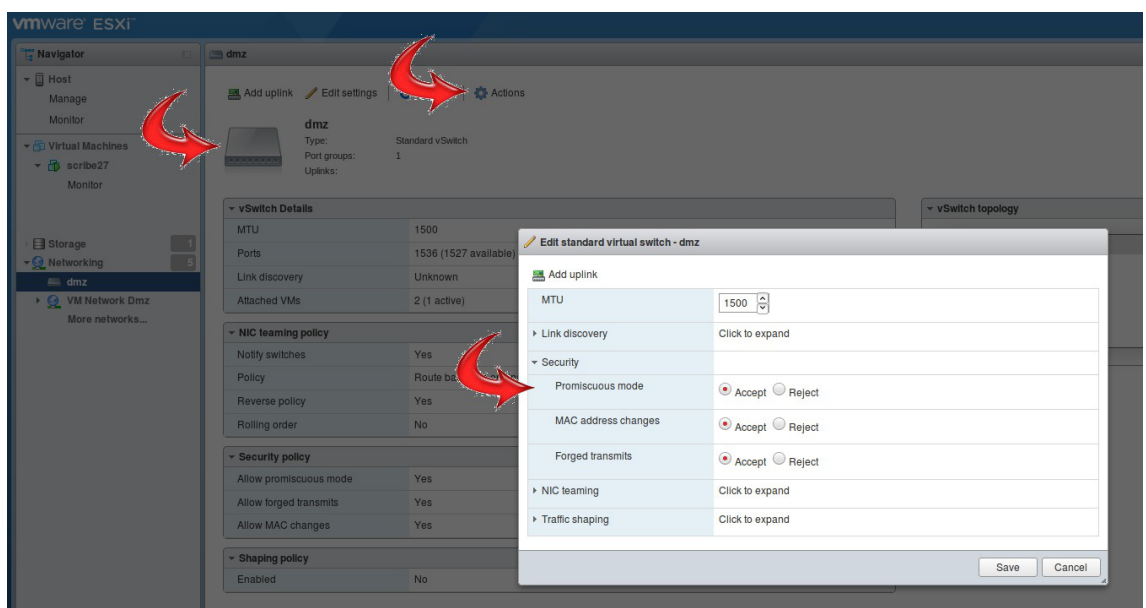 vmware ESXi™
Navigator
dmz
Host
Manage
Monitor
Virtual Machines
scribe27
Monitor
Storage 1
Networking 5
dmz
VM Network Dmz
More networks...
Add uplink Edit settings Actions
dmz
Type: Standard vSwitch
Port groups: 1
Uplinks:
vSwitch Details
MTU 1500
Ports 1536 (1527 available)
Link discovery Unknown
Attached VMs 2 (1 active)
NIC teaming policy
Notify switches Yes
Policy Route
Reverse policy Yes
Rolling order No
Security policy
Allow promiscuous mode Yes
Allow forged transmits Yes
Allow MAC changes Yes
Shaping policy
Enabled No
vSwitch topology
Edit standard virtual switch - dmz
Add uplink
MTU 1500
Link discovery Click to expand
Security
Promiscuous mode Accept Reject
MAC address changes Accept Reject
Forged transmits Accept Reject
NIC teaming Click to expand
Traffic shaping Click to expand
Save Cancel